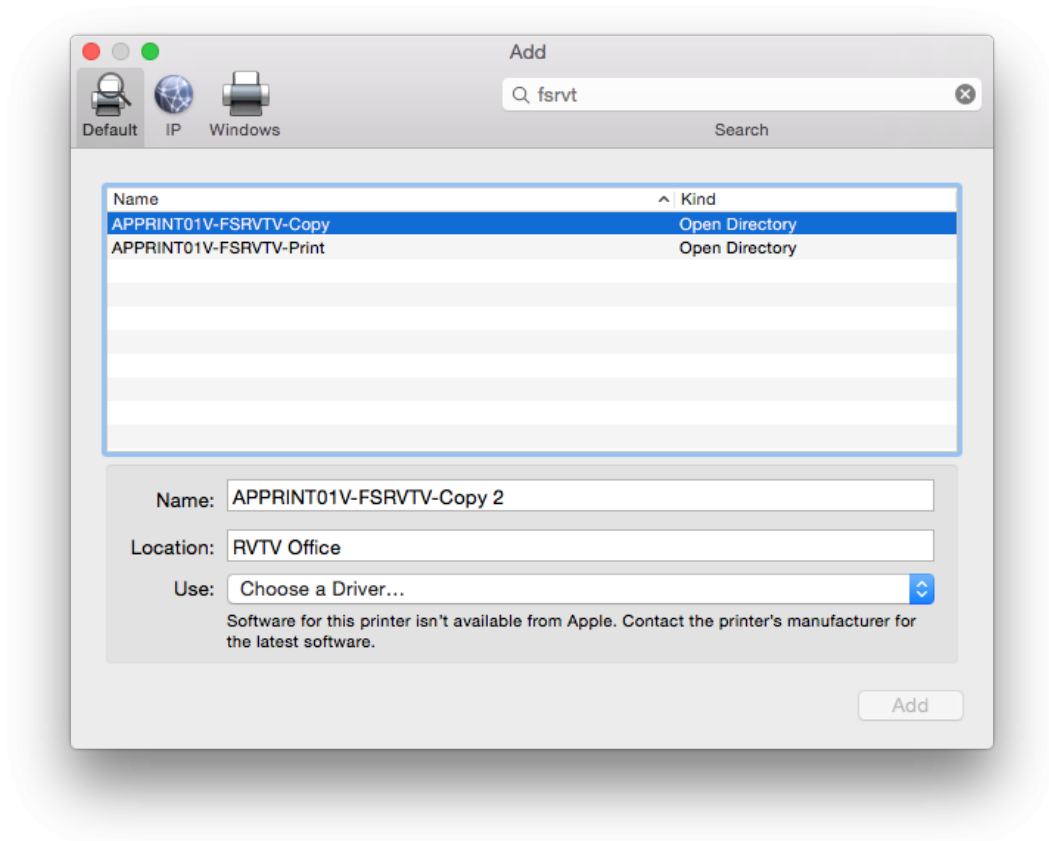 Add
fsrvt
Default IP Windows Search
Name Kind
APPRINT01V-FSRVTV-Copy Open Directory
APPRINT01V-FSRVTV-Print Open Directory
Name: APPRINT01V-FSRVTV-Copy 2
Location: RVTV Office
Use: Choose a Driver...
Software for this printer isn't available from Apple. Contact the printer's manufacturer for
the latest software.
Add